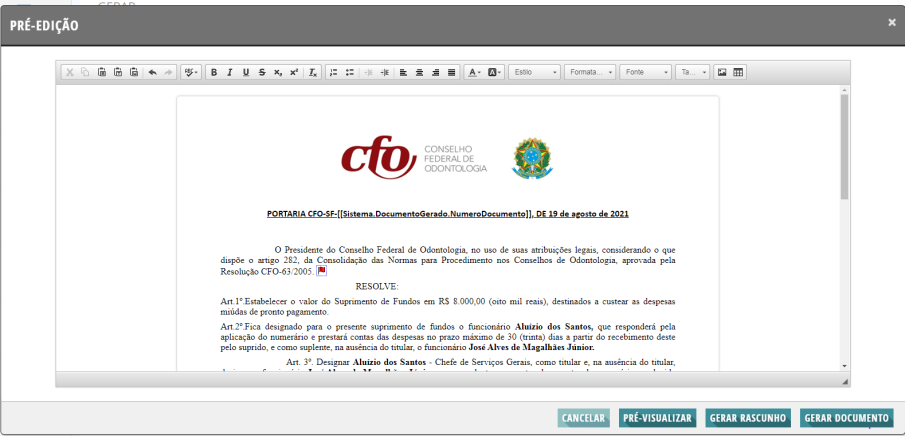 GERAR
PRÉ-EDIÇÃO
×
B I U S x₂ x² Iₓ
A A Estilo Formata... Fonte Ta...
cfo CONSELHO
FEDERAL DE
ODONTOLOGIA
PORTARIA CFO-SF-[[Sistema.DocumentoGerado.NumeroDocumento]], DE 19 de agosto de 2021
O Presidente do Conselho Federal de Odontologia, no uso de suas atribuições legais, considerando o que
dispõe o artigo 282, da Consolidação das Normas para Procedimento nos Conselhos de Odontologia, aprovada pela
Resolução CFO-63/2005.
RESOLVE:
Art.1º.Estabelecer o valor do Suprimento de Fundos em R$ 8.000,00 (oito mil reais), destinados a custear as despesas
miúdas de pronto pagamento.
Art.2º.Fica designado para o presente suprimento de fundos o funcionário Aluízio dos Santos, que responderá pela
aplicação do numerário e prestará contas das despesas no prazo máximo de 30 (trinta) dias a partir do recebimento deste
pelo suprido, e como suplente, na ausência do titular, o funcionário José Alves de Magalhães Júnior.
Art. 3º. Designar Aluízio dos Santos - Chefe de Serviços Gerais, como titular e, na ausência do titular,
CANCELAR PRÉ-VISUALIZAR GERAR RASCUNHO GERAR DOCUMENTO